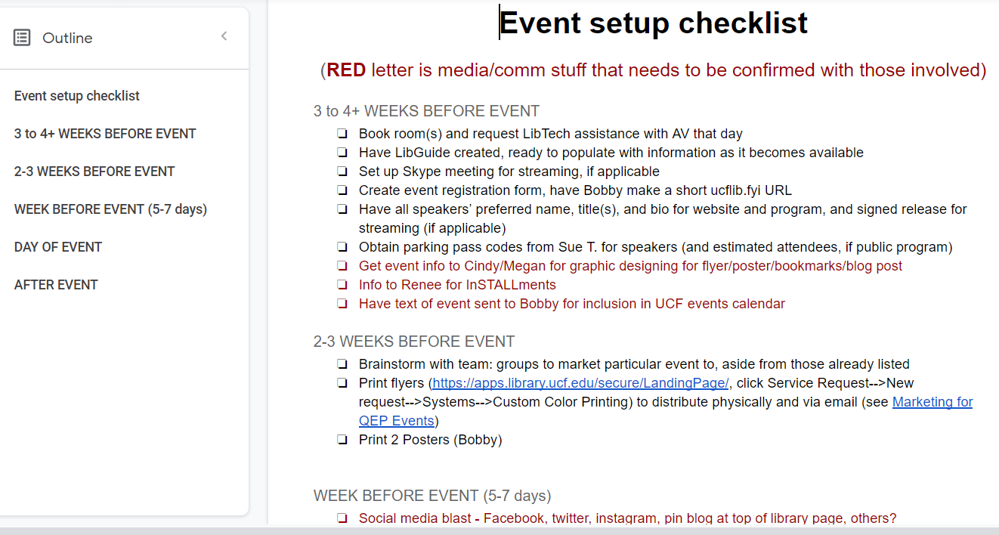 Outline
Event setup checklist
3 to 4+ WEEKS BEFORE EVENT
2-3 WEEKS BEFORE EVENT
WEEK BEFORE EVENT (5-7 days)
DAY OF EVENT
AFTER EVENT
Event setup checklist
(RED letter is media/comm stuff that needs to be confirmed with those involved)
3 to 4+ WEEKS BEFORE EVENT
Book room(s) and request LibTech assistance with AV that day
Have LibGuide created, ready to populate with information as it becomes available
Set up Skype meeting for streaming, if applicable
Create event registration form, have Bobby make a short ucflib.fyi URL
Have all speakers’ preferred name, title(s), and bio for website and program, and signed release for
streaming (if applicable)
Obtain parking pass codes from Sue T. for speakers (and estimated attendees, if public program)
Get event info to Cindy/Megan for graphic designing for flyer/poster/bookmarks/blog post
Info to Renee for InSTALLments
Have text of event sent to Bobby for inclusion in UCF events calendar
2-3 WEEKS BEFORE EVENT
Brainstorm with team: groups to market particular event to, aside from those already listed
Print flyers (https://apps.library.ucf.edu/secure/LandingPage/, click Service Request-->New
request-->Systems-->Custom Color Printing) to distribute physically and via email (see Marketing for
QEP Events)
Print 2 Posters (Bobby)
WEEK BEFORE EVENT (5-7 days)
Social media blast - Facebook, twitter, instagram, pin blog at top of library page, others?